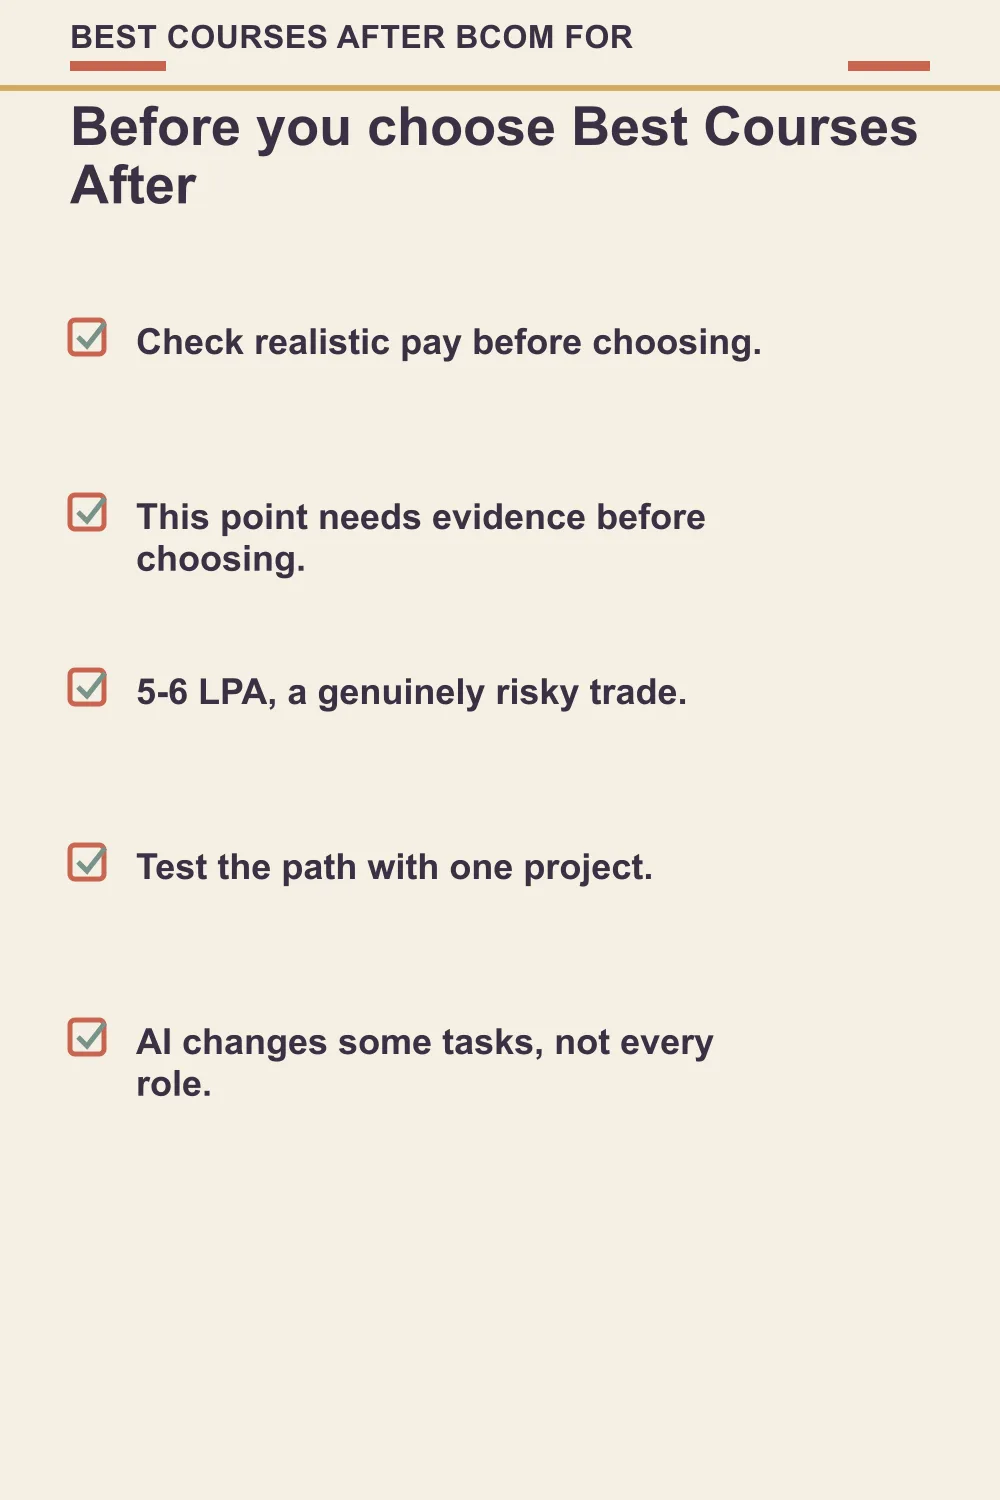 BEST COURSES AFTER BCOM FOR
Before you choose Best Courses
After
Check realistic pay before choosing.
This point needs evidence before
choosing.
5-6 LPA, a genuinely risky trade.
Test the path with one project.
AI changes some tasks, not every
role.